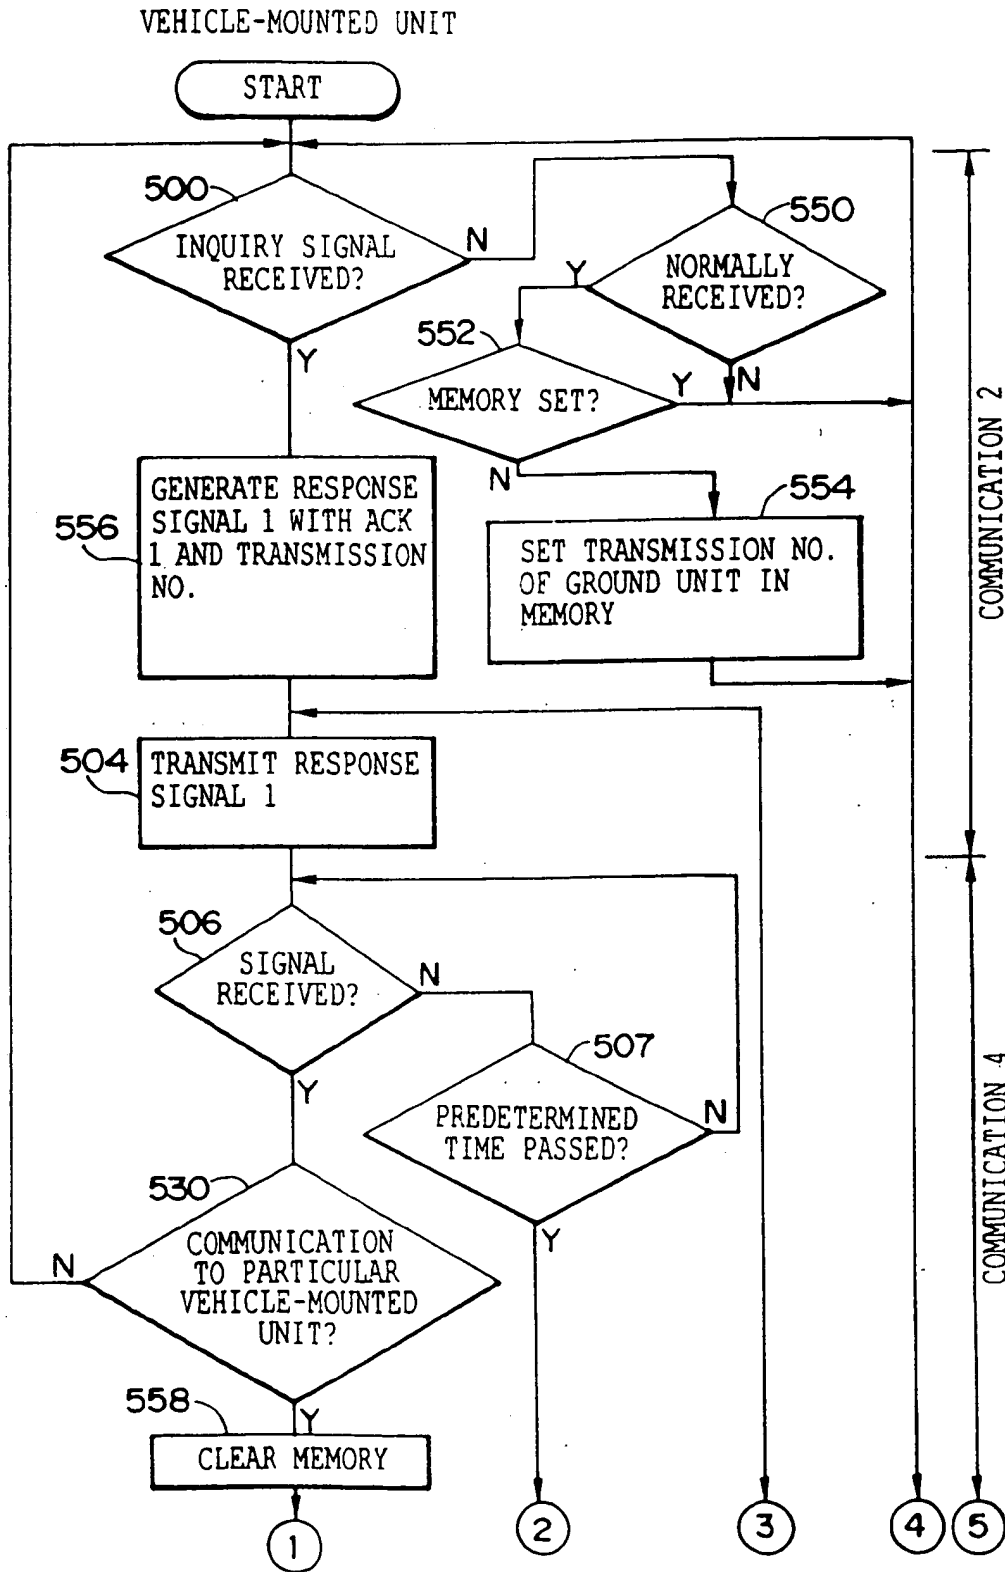 VEHICLE-MOUNTED UNIT
START
500
INQUIRY SIGNAL
RECEIVED?
N
Y
550
NORMALLY
RECEIVED?
Y
N
552
MEMORY SET?
Y
N
554
SET TRANSMISSION NO.
OF GROUND UNIT IN
MEMORY
556
GENERATE RESPONSE
SIGNAL 1 WITH ACK
1 AND TRANSMISSION
NO.
COMMUNICATION 2
504
TRANSMIT RESPONSE
SIGNAL 1
506
SIGNAL
RECEIVED?
N
Y
507
PREDETERMINED
TIME PASSED?
N
Y
530
COMMUNICATION
TO PARTICULAR
VEHICLE-MOUNTED
UNIT?
N
Y
COMMUNICATION 4
558
CLEAR MEMORY
1
2
3
4
5